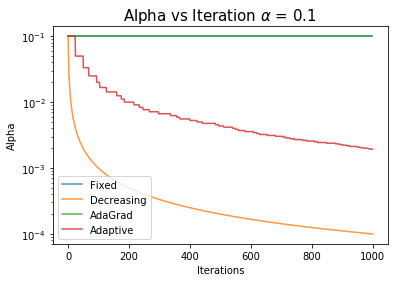 Alpha vs Iteration α = 0.1
10⁻¹
10⁻²
10⁻³
10⁻⁴
Alpha
Fixed
Decreasing
AdaGrad
Adaptive
0 200 400 600 800 1000
Iterations